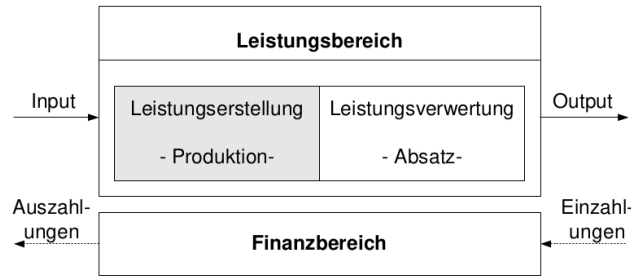 Leistungsbereich
Input
Leistungserstellung
- Produktion-
Leistungsverwertung
- Absatz-
Output
Auszahl-
ungen
Finanzbereich
Einzahl-
ungen